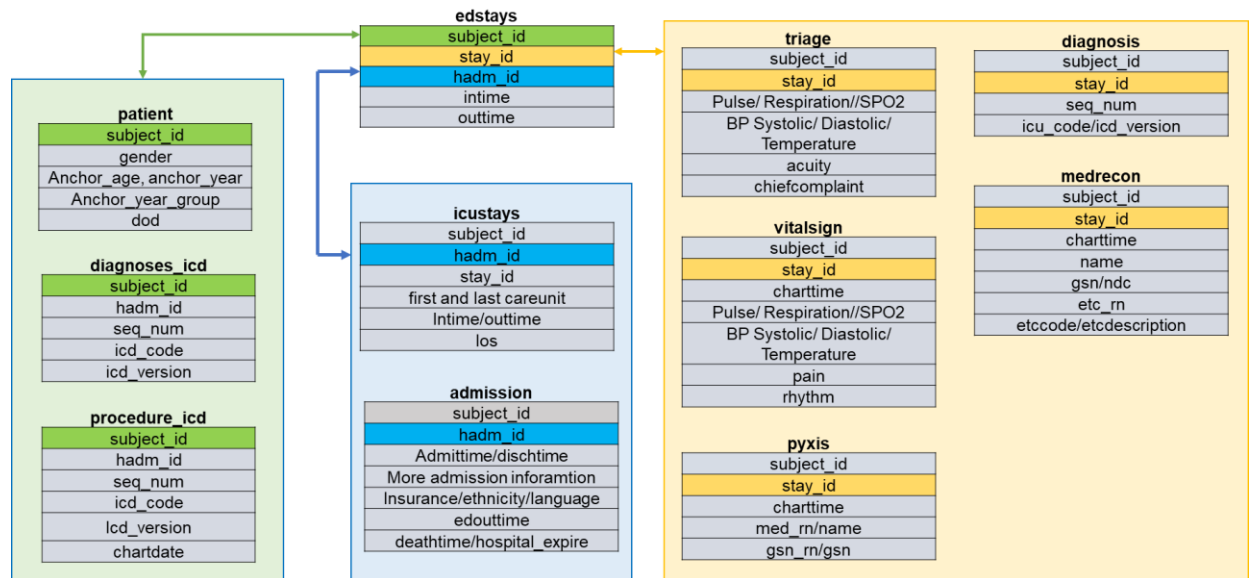 edstays
subject_id
stay_id
hadm_id
intime
outtime
patient
subject_id
gender
Anchor_age, anchor_year
Anchor_year_group
dod
diagnoses_icd
subject_id
hadm_id
seq_num
icd_code
icd_version
procedure_icd
subject_id
hadm_id
seq_num
icd_code
Icd_version
chartdate
icustays
subject_id
hadm_id
stay_id
first and last careunit
Intime/outtime
los
admission
subject_id
hadm_id
Admittime/dischtime
More admission inforamtion
Insurance/ethnicity/language
edouttime
deathtime/hospital_expire
triage
subject_id
stay_id
Pulse/ Respiration//SPO2
BP Systolic/ Diastolic/
Temperature
acuity
chiefcomplaint
vitalsign
subject_id
stay_id
charttime
Pulse/ Respiration//SPO2
BP Systolic/ Diastolic/
Temperature
pain
rhythm
pyxis
subject_id
stay_id
charttime
med_rn/name
gsn_rn/gsn
diagnosis
subject_id
stay_id
seq_num
icu_code/icd_version
medrecon
subject_id
stay_id
charttime
name
gsn/ndc
etc_rn
etccode/etcdescription